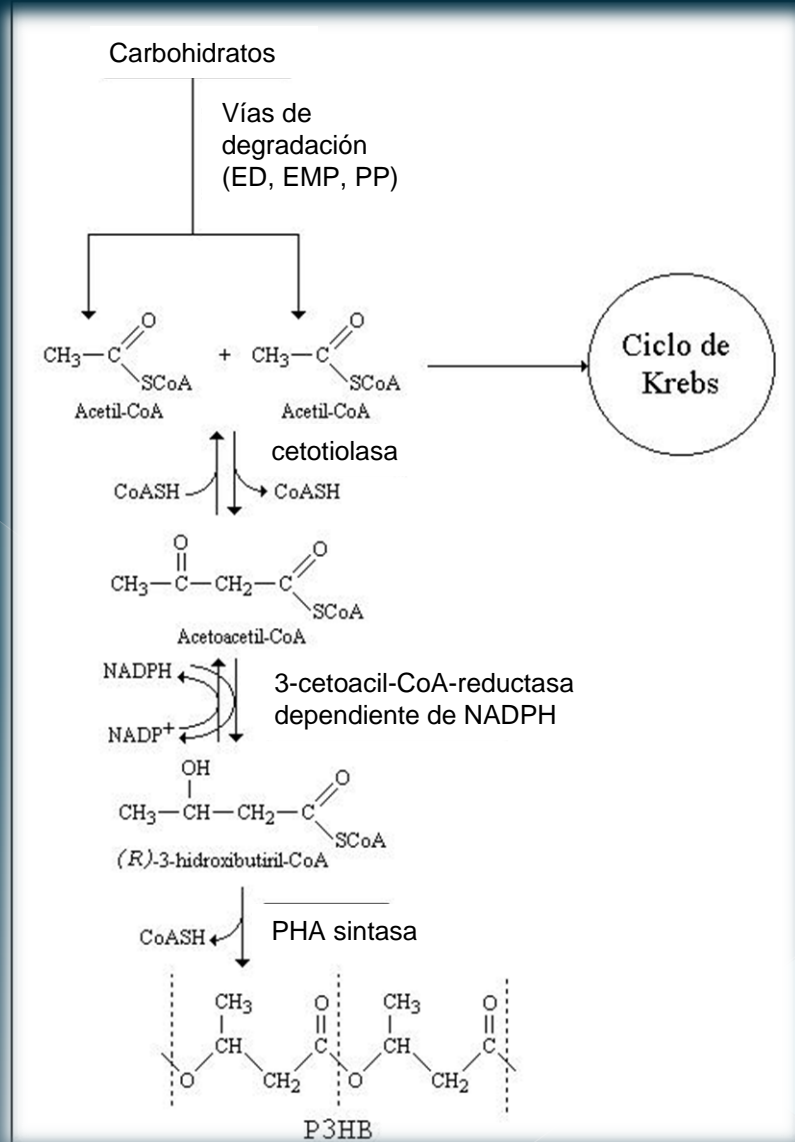 Carbohidratos
Vías de
degradación
(ED, EMP, PP)
CH₃—C
O
SCoA
+
CH₃—C
O
SCoA
Acetil-CoA
Acetil-CoA
Ciclo de
Krebs
cetotiolasa
CoASH
CoASH
O
O
CH₃—C—CH₂—C
SCoA
Acetoacetil-CoA
NADPH
3-cetoacil-CoA-reductasa
dependiente de NADPH
NADP⁺
OH
O
CH₃—CH—CH₂—C
SCoA
(R)-3-hidroxibutiril-CoA
CoASH
PHA sintasa
CH₃
O
CH₃
O
CH
C
CH
C
O
CH₂
O
CH₂
P3HB